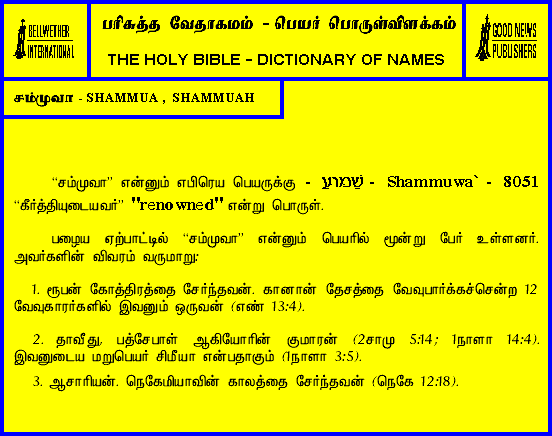 BELLWETHER
INTERNATIONAL
பரிசுத்த வேதாகமம் - பெயர் பொருள்விளக்கம்
THE HOLY BIBLE - DICTIONARY OF NAMES
GOOD NEWS
PUBLISHERS
சம்முவா - SHAMMUA , SHAMMUAH
“சம்முவா” என்னும் எபிரெய பெயருக்கு - שַׁמּוּעַ - Shammuwa` - 8051
“கீர்த்தியுடையவர்” "renowned" என்று பொருள்.
பழைய ஏற்பாட்டில் “சம்முவா” என்னும் பெயரில் மூன்று பேர் உள்ளனர்.
அவர்களின் விவரம் வருமாறு:
1. ரூபன் கோத்திரத்தை சேர்ந்தவன். கானான் தேசத்தை வேவுபார்க்கச்சென்ற 12
வேவுகாரர்களில் இவனும் ஒருவன் (எண் 13:4).
2. தாவீது, பத்சேபாள் ஆகியோரின் குமாரன் (2சாமு 5:14; 1நாளா 14:4).
இவனுடைய மறுபெயர் சிமீயா என்பதாகும் (1நாளா 3:5).
3. ஆசாரியன். நெகேமியாவின் காலத்தை சேர்ந்தவன் (நெகே 12:18).